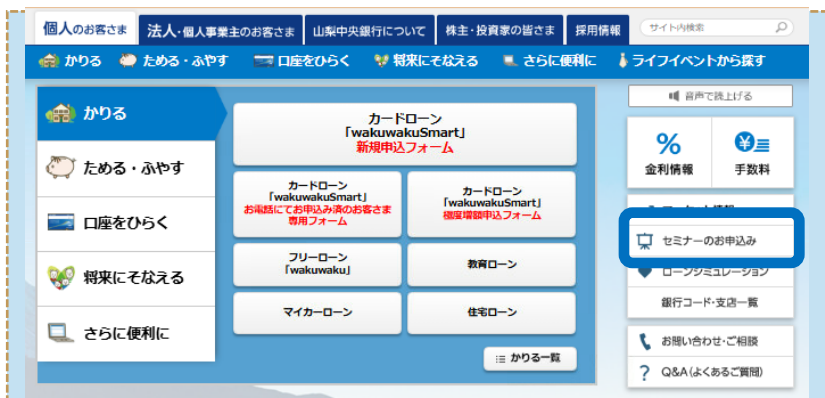 個人のお客さま
法人・個人事業主のお客さま
山梨中央銀行について
株主・投資家の皆さま
採用情報
サイト内検索
かりる
ためる・ふやす
口座をひらく
将来にそなえる
さらに便利に
ライフイベントから探す
かりる
ためる・ふやす
口座をひらく
将来にそなえる
さらに便利に
カードローン
「wakuwakuSmart」
新規申込フォーム
カードローン
「wakuwakuSmart」
お電話にてお申込み済のお客さま
専用フォーム
カードローン
「wakuwakuSmart」
極度増額申込フォーム
フリーローン
「wakuwaku」
教育ローン
マイカーローン
住宅ローン
かりる一覧
音声で読上げる
%
金利情報
¥
手数料
セミナーのお申込み
ローンシミュレーション
銀行コード・支店一覧
お問い合わせ・ご相談
? Q&A(よくあるご質問)